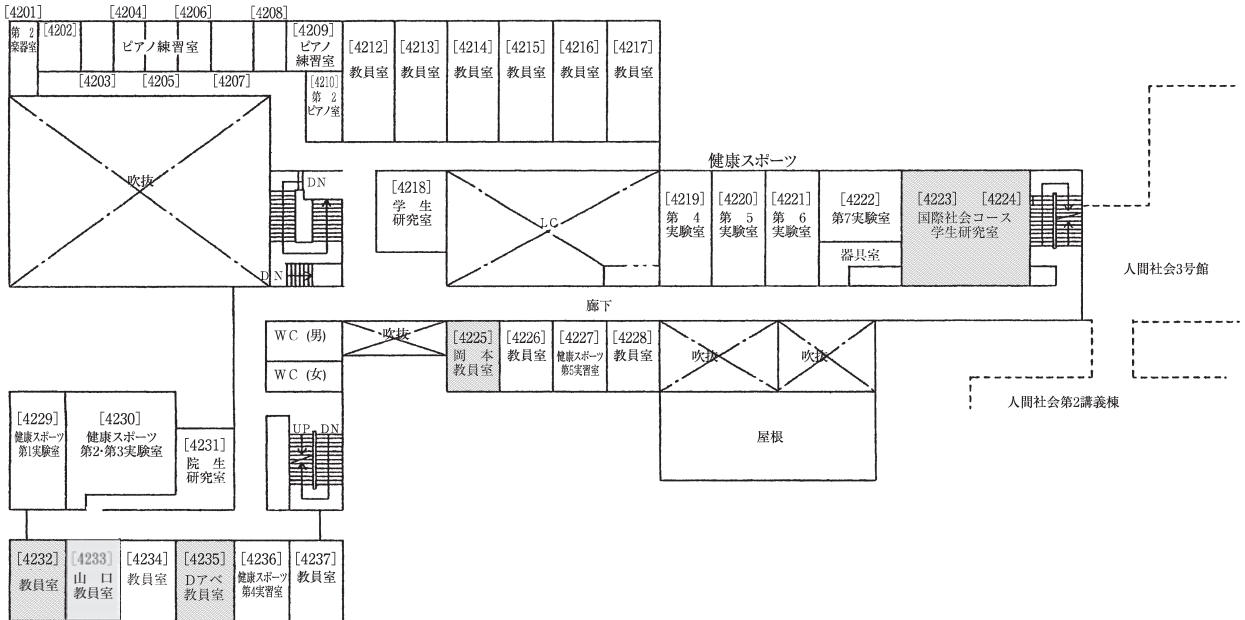 [4201]
第 2
楽器室
[4202]
[4204]
[4206]
[4208]
ピアノ練習室
[4203]
[4205]
[4207]
[4209]
ピアノ
練習室
[4210]
第 2
ピアノ室
[4212]
教員室
[4213]
教員室
[4214]
教員室
[4215]
教員室
[4216]
教員室
[4217]
教員室
吹抜
DN
DN
[4218]
学 生
研究室
LC
健康スポーツ
[4219]
第 4
実験室
[4220]
第 5
実験室
[4221]
第 6
実験室
[4222]
第7実験室
器具室
[4223] [4224]
国際社会コース
学生研究室
人間社会3号館
廊下
WC (男)
WC (女)
吹抜
[4225]
岡 本
教員室
[4226]
教員室
[4227]
健康スポーツ
第5実習室
[4228]
教員室
吹抜
吹抜
屋根
人間社会第2講義棟
[4229]
健康スポーツ
第1実験室
[4230]
健康スポーツ
第2・第3実験室
[4231]
院 生
研究室
UP DN
[4232]
教員室
[4233]
山 口
教員室
[4234]
教員室
[4235]
Dアベ
教員室
[4236]
健康スポーツ
第4実習室
[4237]
教員室